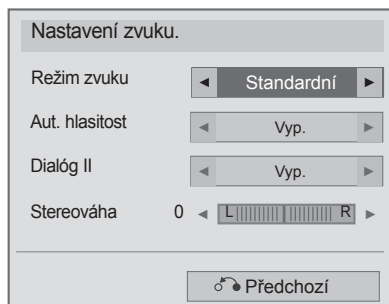 Nastavení zvuku.
Režim zvuku ◄ Standardní ►
Aut. hlasitost ◄ Vyp. ►
Dialóg II ◄ Vyp. ►
Stereováha 0 ◄ L R ►
Předchozí